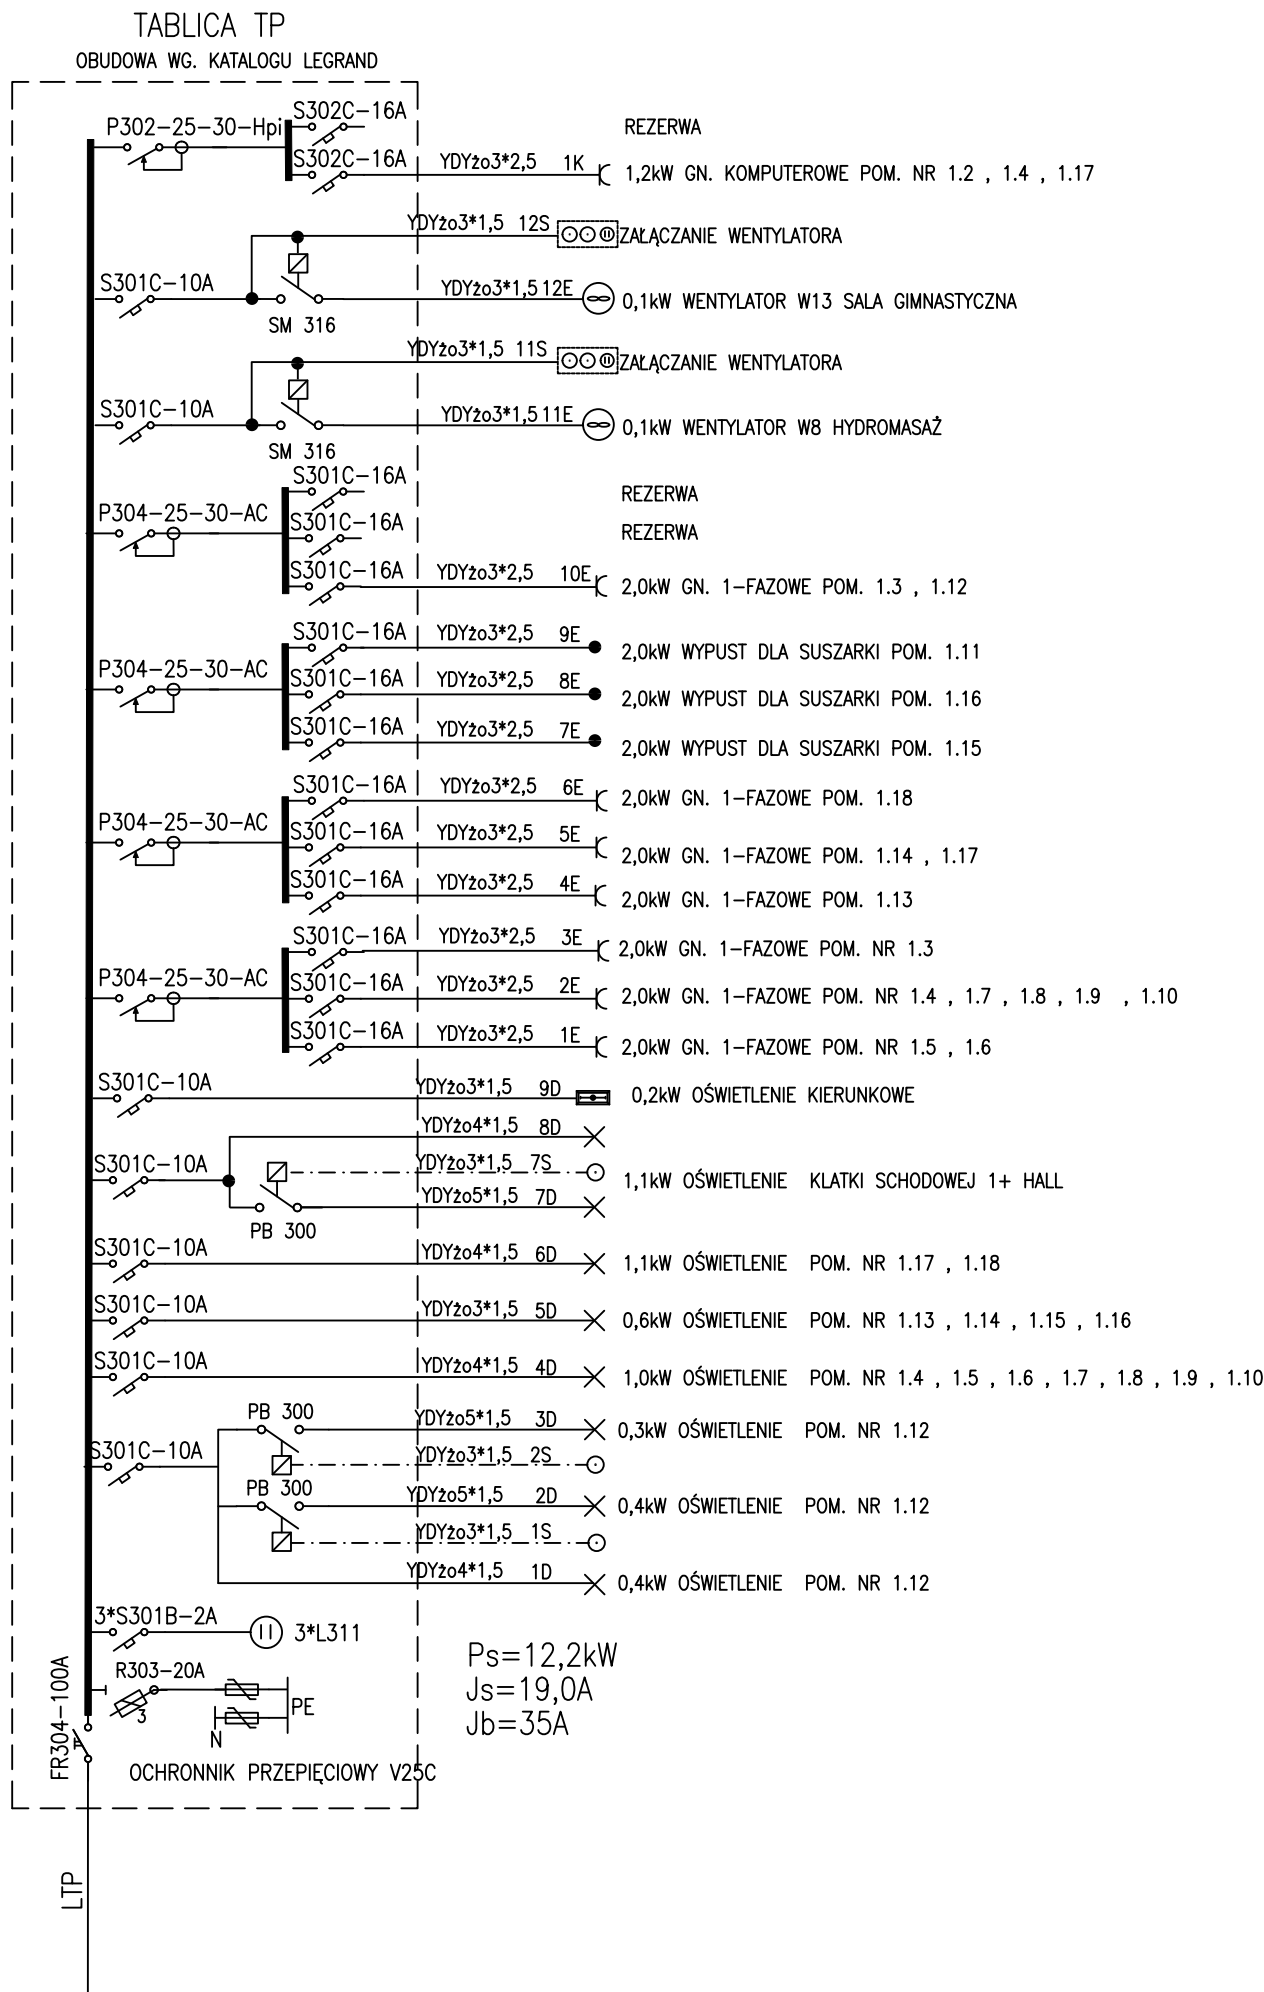 TABLICA TP
OBUDOWA WG. KATALOGU LEGRAND
S302C-16A
P302-25-30-Hpi
REZERWA
S302C-16A YDYżo3*2,5 1K
1,2kW GN. KOMPUTEROWE POM. NR 1.2 , 1.4 , 1.17
YDYżo3*1,5 12S
ZAŁĄCZANIE WENTYLATORA
S301C-10A YDYżo3*1,5 12E
0,1kW WENTYLATOR W13 SALA GIMNASTYCZNA
SM 316
YDYżo3*1,5 11S
ZAŁĄCZANIE WENTYLATORA
S301C-10A YDYżo3*1,5 11E
0,1kW WENTYLATOR W8 HYDROMASAŻ
SM 316
S301C-16A
REZERWA
P304-25-30-AC
S301C-16A
REZERWA
S301C-16A YDYżo3*2,5 10E
2,0kW GN. 1-FAZOWE POM. 1.3 , 1.12
S301C-16A YDYżo3*2,5 9E
2,0kW WYPUST DLA SUSZARKI POM. 1.11
P304-25-30-AC
S301C-16A YDYżo3*2,5 8E
2,0kW WYPUST DLA SUSZARKI POM. 1.16
S301C-16A YDYżo3*2,5 7E
2,0kW WYPUST DLA SUSZARKI POM. 1.15
S301C-16A YDYżo3*2,5 6E
2,0kW GN. 1-FAZOWE POM. 1.18
P304-25-30-AC
S301C-16A YDYżo3*2,5 5E
2,0kW GN. 1-FAZOWE POM. 1.14 , 1.17
S301C-16A YDYżo3*2,5 4E
2,0kW GN. 1-FAZOWE POM. 1.13
S301C-16A YDYżo3*2,5 3E
2,0kW GN. 1-FAZOWE POM. NR 1.3
P304-25-30-AC
S301C-16A YDYżo3*2,5 2E
2,0kW GN. 1-FAZOWE POM. NR 1.4 , 1.7 , 1.8 , 1.9 , 1.10
S301C-16A YDYżo3*2,5 1E
2,0kW GN. 1-FAZOWE POM. NR 1.5 , 1.6
S301C-10A YDYżo3*1,5 9D
0,2kW OŚWIETLENIE KIERUNKOWE
YDYżo4*1,5 8D
S301C-10A YDYżo3*1,5 7S
1,1kW OŚWIETLENIE KLATKI SCHODOWEJ 1+ HALL
YDYżo5*1,5 7D
PB 300
S301C-10A YDYżo4*1,5 6D
1,1kW OŚWIETLENIE POM. NR 1.17 , 1.18
S301C-10A YDYżo3*1,5 5D
0,6kW OŚWIETLENIE POM. NR 1.13 , 1.14 , 1.15 , 1.16
S301C-10A YDYżo4*1,5 4D
1,0kW OŚWIETLENIE POM. NR 1.4 , 1.5 , 1.6 , 1.7 , 1.8 , 1.9 , 1.10
PB 300 YDYżo5*1,5 3D
0,3kW OŚWIETLENIE POM. NR 1.12
S301C-10A YDYżo3*1,5 2S
PB 300 YDYżo5*1,5 2D
0,4kW OŚWIETLENIE POM. NR 1.12
YDYżo3*1,5 1S
YDYżo4*1,5 1D
0,4kW OŚWIETLENIE POM. NR 1.12
3*S301B-2A
3*L311
Ps=12,2kW
Js=19,0A
Jb=35A
R303-20A
3
PE
N
FR304-100A
OCHRONNIK PRZEPIĘCIOWY V25C
LTP